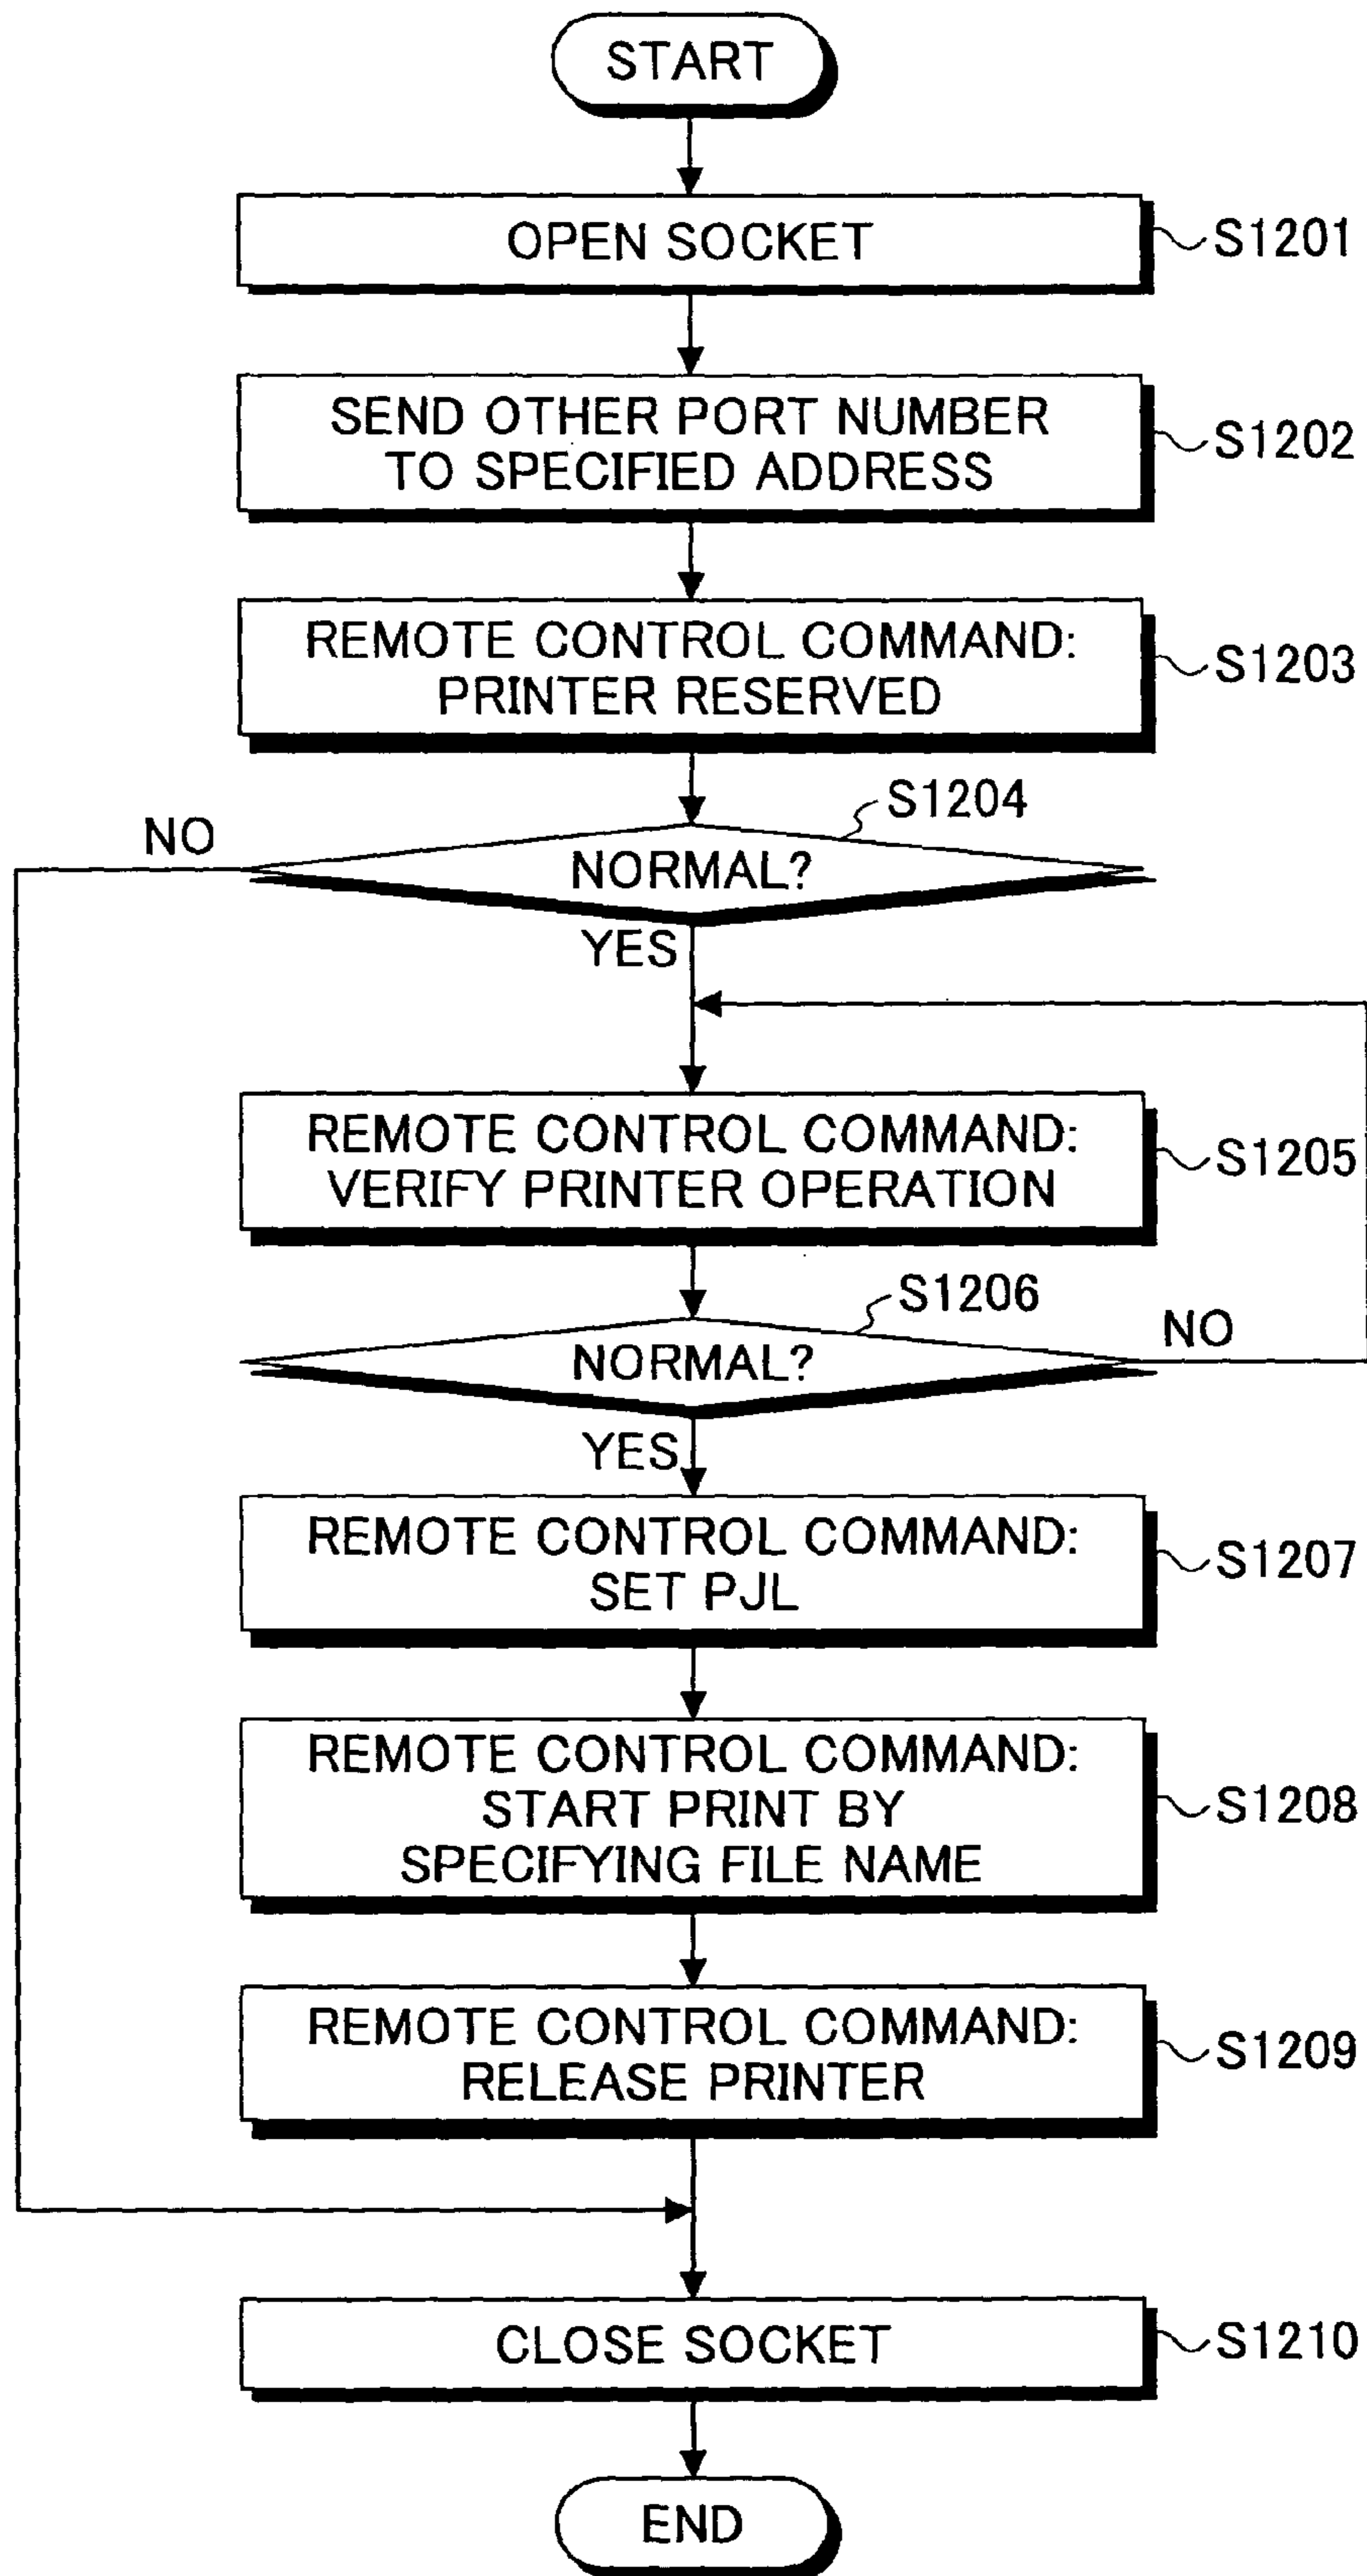 START
OPEN SOCKET
S1201
SEND OTHER PORT NUMBER
TO SPECIFIED ADDRESS
S1202
REMOTE CONTROL COMMAND:
PRINTER RESERVED
S1203
S1204
NO
NORMAL?
YES
REMOTE CONTROL COMMAND:
VERIFY PRINTER OPERATION
S1205
S1206
NO
NORMAL?
YES
REMOTE CONTROL COMMAND:
SET PJL
S1207
REMOTE CONTROL COMMAND:
START PRINT BY
SPECIFYING FILE NAME
S1208
REMOTE CONTROL COMMAND:
RELEASE PRINTER
S1209
CLOSE SOCKET
S1210
END